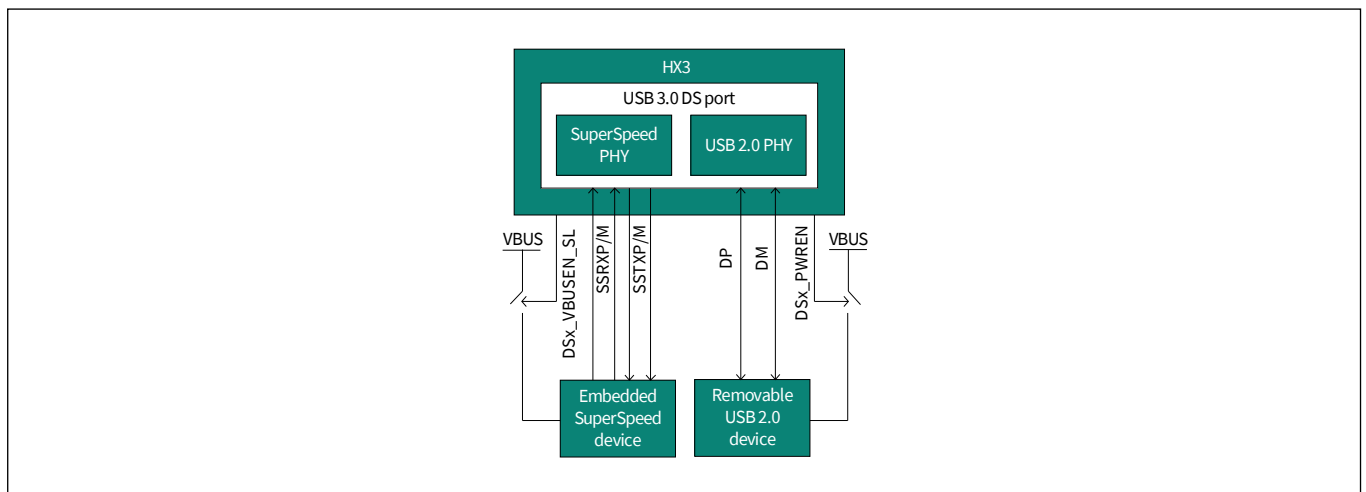 HX3
USB 3.0 DS port
SuperSpeed
PHY
USB 2.0 PHY
VBUS
DSx_VBUSEN_SL
SSRXP/M
SSTXP/M
DP
DM
DSx_PWREN
VBUS
Embedded
SuperSpeed
device
Removable
USB 2.0
device